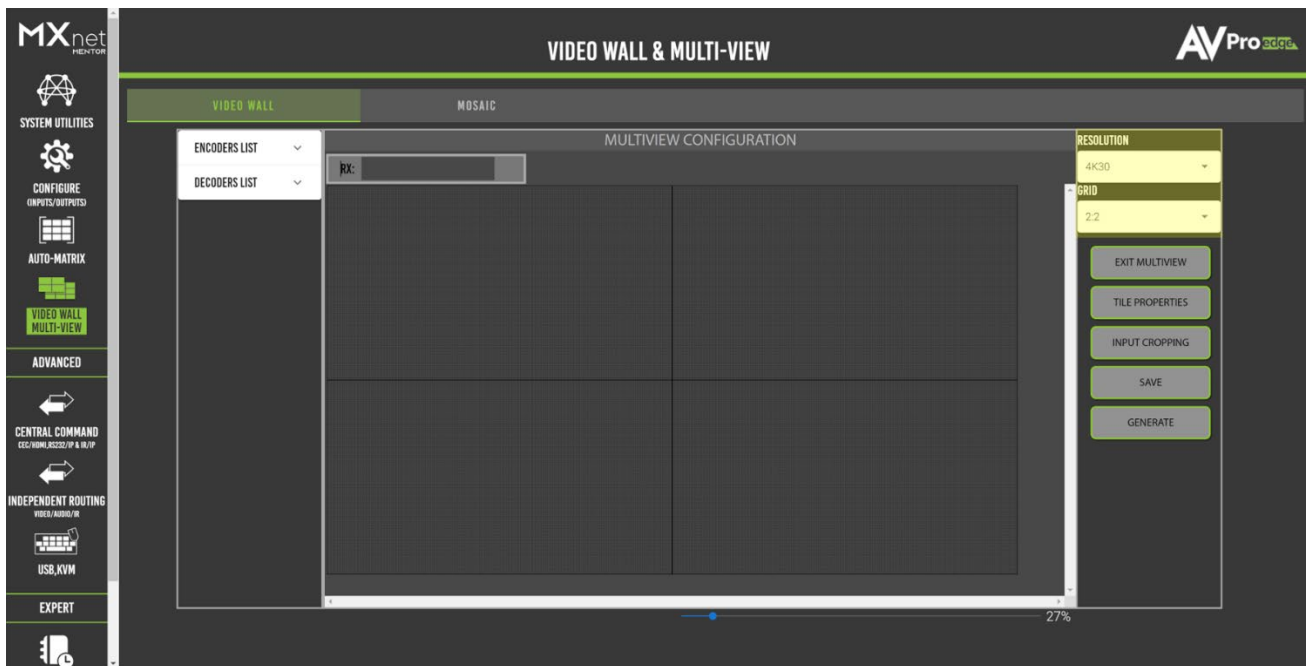 MXnet
MENTOR
VIDEO WALL & MULTI-VIEW
AVPro edge
SYSTEM UTILITIES
CONFIGURE
(INPUTS/OUTPUTS)
AUTO-MATRIX
VIDEO WALL
MULTI-VIEW
ADVANCED
CENTRAL COMMAND
CEC/HDMI,RS232/IP & IR/IP
INDEPENDENT ROUTING
VIDEO/AUDIO/IR
USB,KVM
EXPERT
VIDEO WALL
MOSAIC
ENCODERS LIST
DECODERS LIST
MULTIVIEW CONFIGURATION
RX:
27%
RESOLUTION
4K30
GRID
2:2
EXIT MULTIVIEW
TILE PROPERTIES
INPUT CROPPING
SAVE
GENERATE